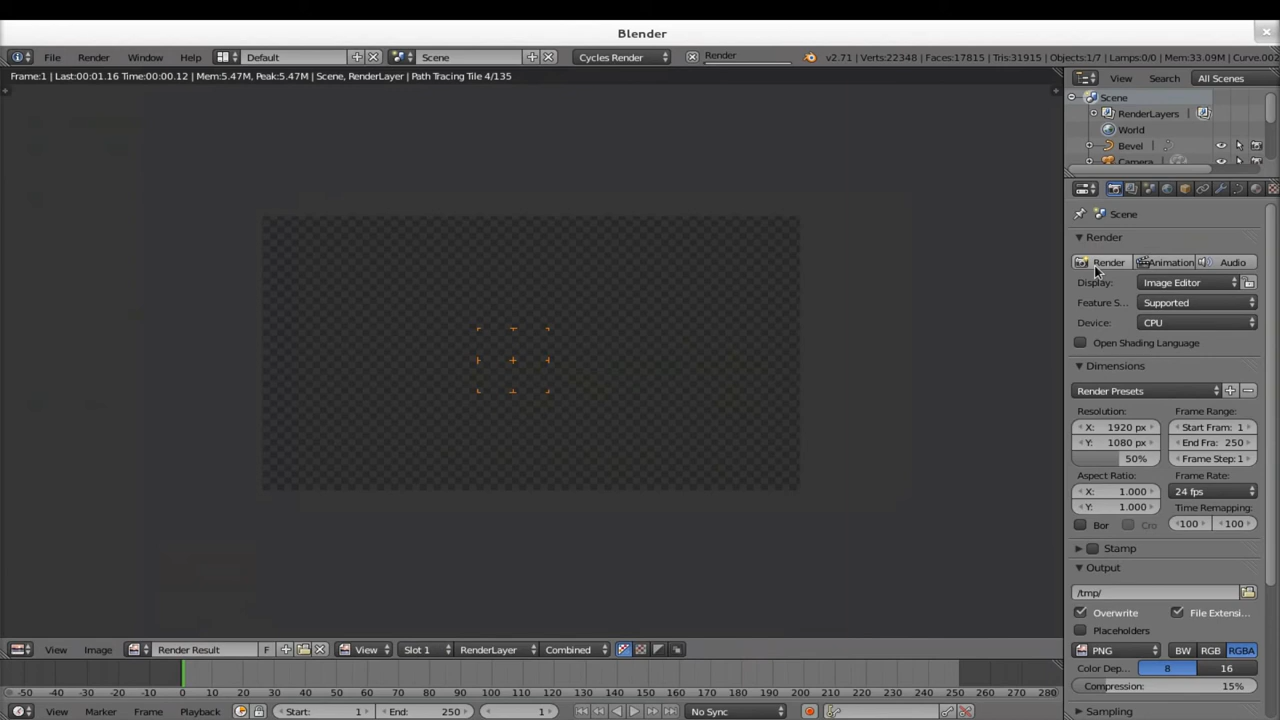 Blender
File Render Window Help Default Scene Cycles Render Render v2.71 | Verts:22348 | Faces:17815 | Tris:31915 | Objects:1/7 | Lamps:0/0 | Mem:33.09M | Curve.002
Frame:1 | Last:00:01.16 Time:00:00.12 | Mem:5.47M, Peak:5.47M | Scene, RenderLayer | Path Tracing Tile 4/135
View Search All Scenes
Scene
RenderLayers
World
Bevel
Camera
Scene
Render
Render Animation Audio
Display: Image Editor
Feature S... Supported
Device: CPU
Open Shading Language
Dimensions
Render Presets
Resolution: Frame Range:
X: 1920 px Start Fram: 1
Y: 1080 px End Fra: 250
50% Frame Step:1
Aspect Ratio: Frame Rate:
X: 1.000 24 fps
Y: 1.000 Time Remapping:
Bor Cro 100 100
Stamp
Output
/tmp/
Overwrite File Extensi...
Placeholders
PNG BW RGB RGBA
Color Dep... 8 16
Compression: 15%
Sampling
View Image Render Result F View Slot 1 RenderLayer Combined
-50 -40 -30 -20 -10 0 10 20 30 40 50 60 70 80 90 100 110 120 130 140 150 160 170 180 190 200 210 220 230 240 250 260 270 280
View Marker Frame Playback Start: 1 End: 250 1 No Sync